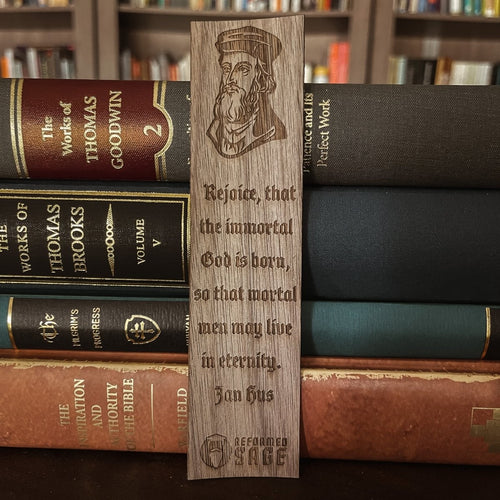 The
Works of
THOMAS
GOODWIN
2
Patience and Its
Perfect Work
THE
WORKS OF
THOMAS
BROOKS
VOLUME
V
The
PILGRIM'S
PROGRESS
THE
INSPIRATION
AND
AUTHORITY
OF THE BIBLE
Rejoice, that
the immortal
God is born,
so that mortal
men may live
in eternity.
Jan Hus
REFORMED
SAGE